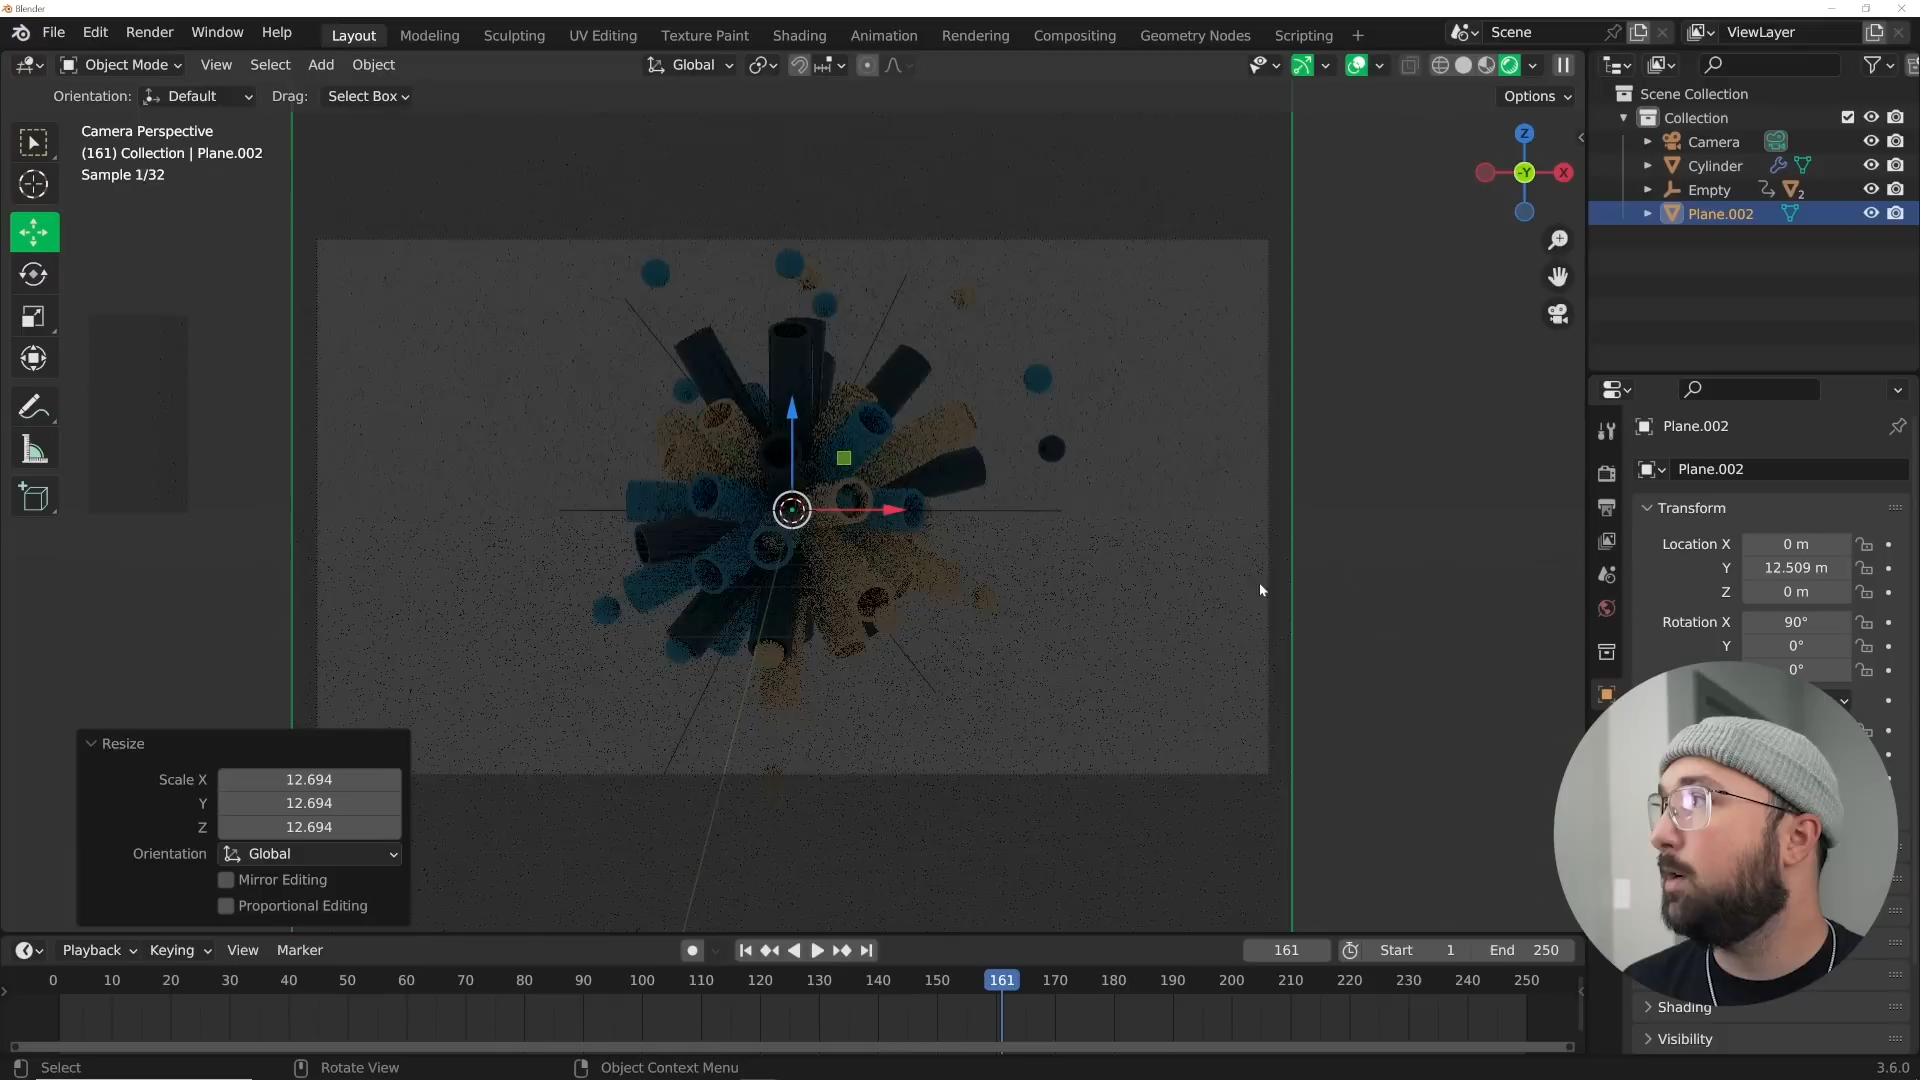 Blender
File Edit Render Window Help
Layout Modeling Sculpting UV Editing Texture Paint Shading Animation Rendering Compositing Geometry Nodes Scripting +
Scene
ViewLayer
Object Mode View Select Add Object
Global
Orientation: Default Drag: Select Box
Options
Camera Perspective
(161) Collection | Plane.002
Sample 1/32
Z
-Y
X
Scene Collection
Collection
Camera
Cylinder
Empty
2
Plane.002
Plane.002
Plane.002
Transform
Location X 0 m
Y 12.509 m
Z 0 m
Rotation X 90°
Y 0°
0°
Shading
Visibility
Resize
Scale X 12.694
Y 12.694
Z 12.694
Orientation Global
Mirror Editing
Proportional Editing
Playback Keying View Marker
161 Start 1 End 250
0 10 20 30 40 50 60 70 80 90 100 110 120 130 140 150 161 170 180 190 200 210 220 230 240 250
Select Rotate View Object Context Menu
3.6.0